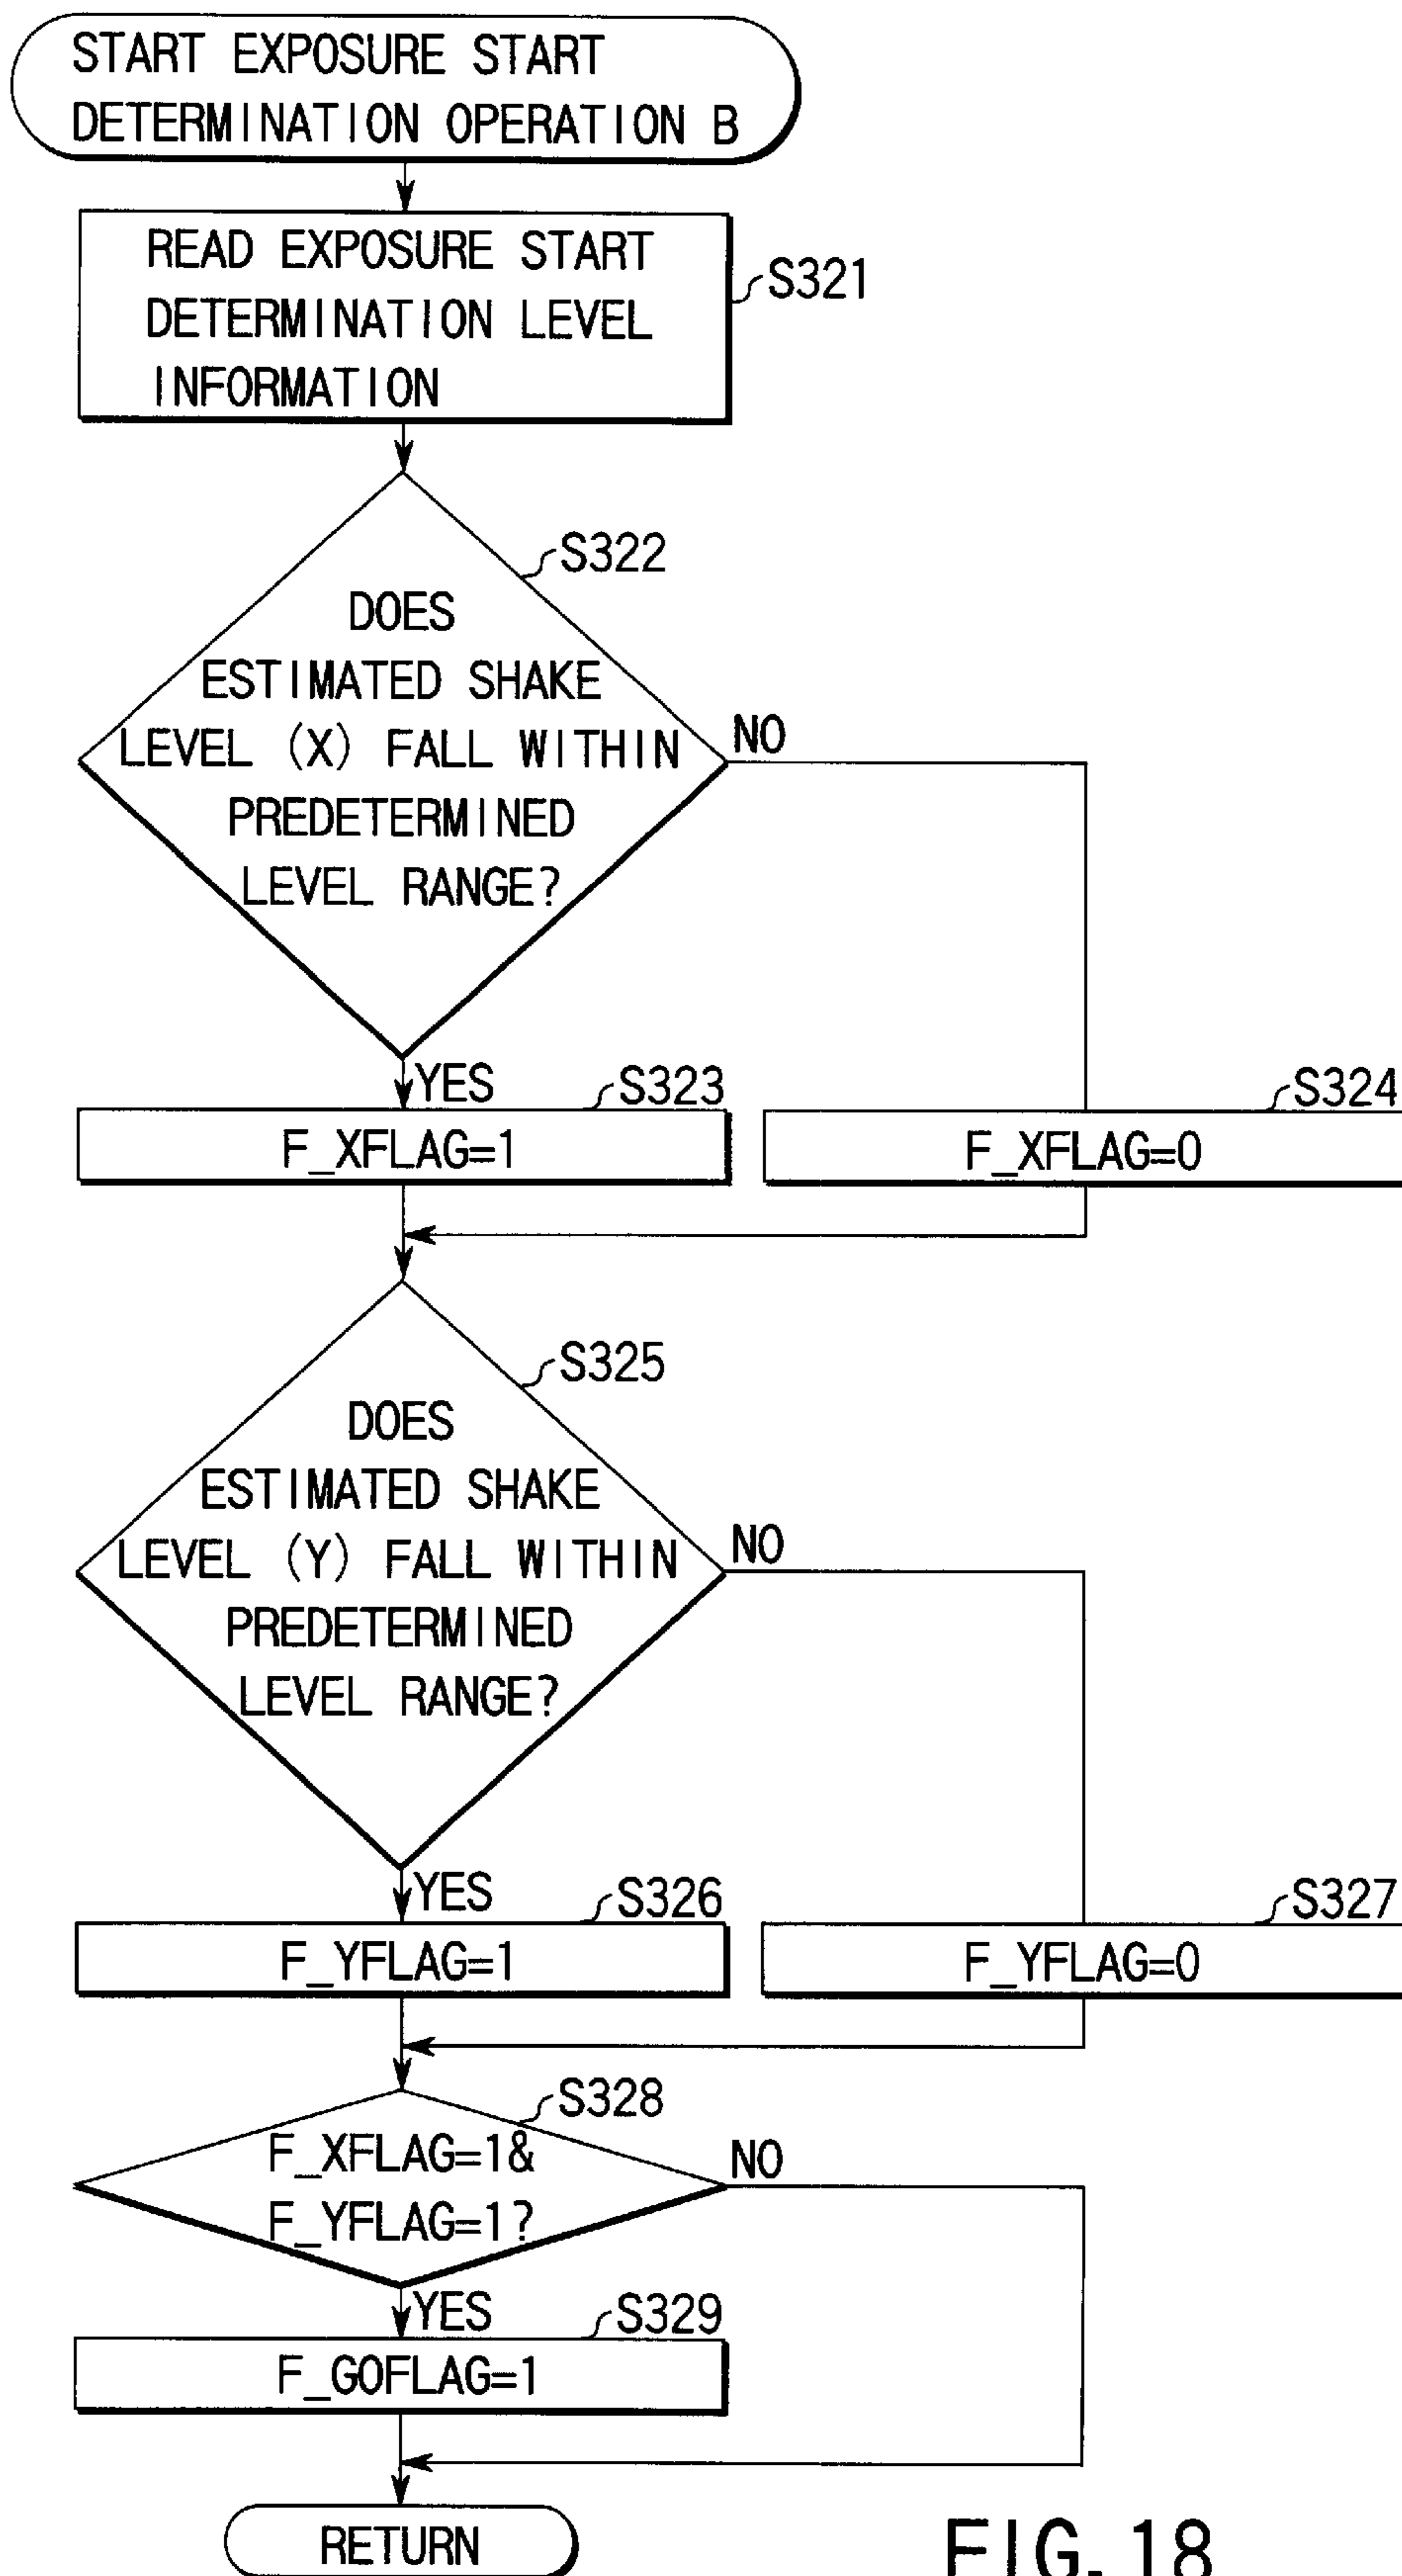 START EXPOSURE START
DETERMINATION OPERATION B
READ EXPOSURE START
DETERMINATION LEVEL
INFORMATION
S321
S322
DOES
ESTIMATED SHAKE
LEVEL (X) FALL WITHIN
PREDETERMINED
LEVEL RANGE?
NO
YES
S323
F_XFLAG=1
S324
F_XFLAG=0
S325
DOES
ESTIMATED SHAKE
LEVEL (Y) FALL WITHIN
PREDETERMINED
LEVEL RANGE?
NO
YES
S326
F_YFLAG=1
S327
F_YFLAG=0
S328
F_XFLAG=1&
F_YFLAG=1?
NO
YES
S329
F_GOFLAG=1
RETURN
FIG. 18